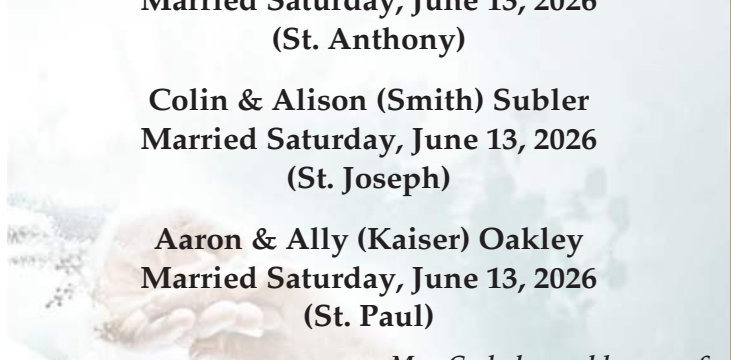 Married Saturday, June 13, 2026
(St. Anthony)
Colin & Alison (Smith) Subler
Married Saturday, June 13, 2026
(St. Joseph)
Aaron & Ally (Kaiser) Oakley
Married Saturday, June 13, 2026
(St. Paul)